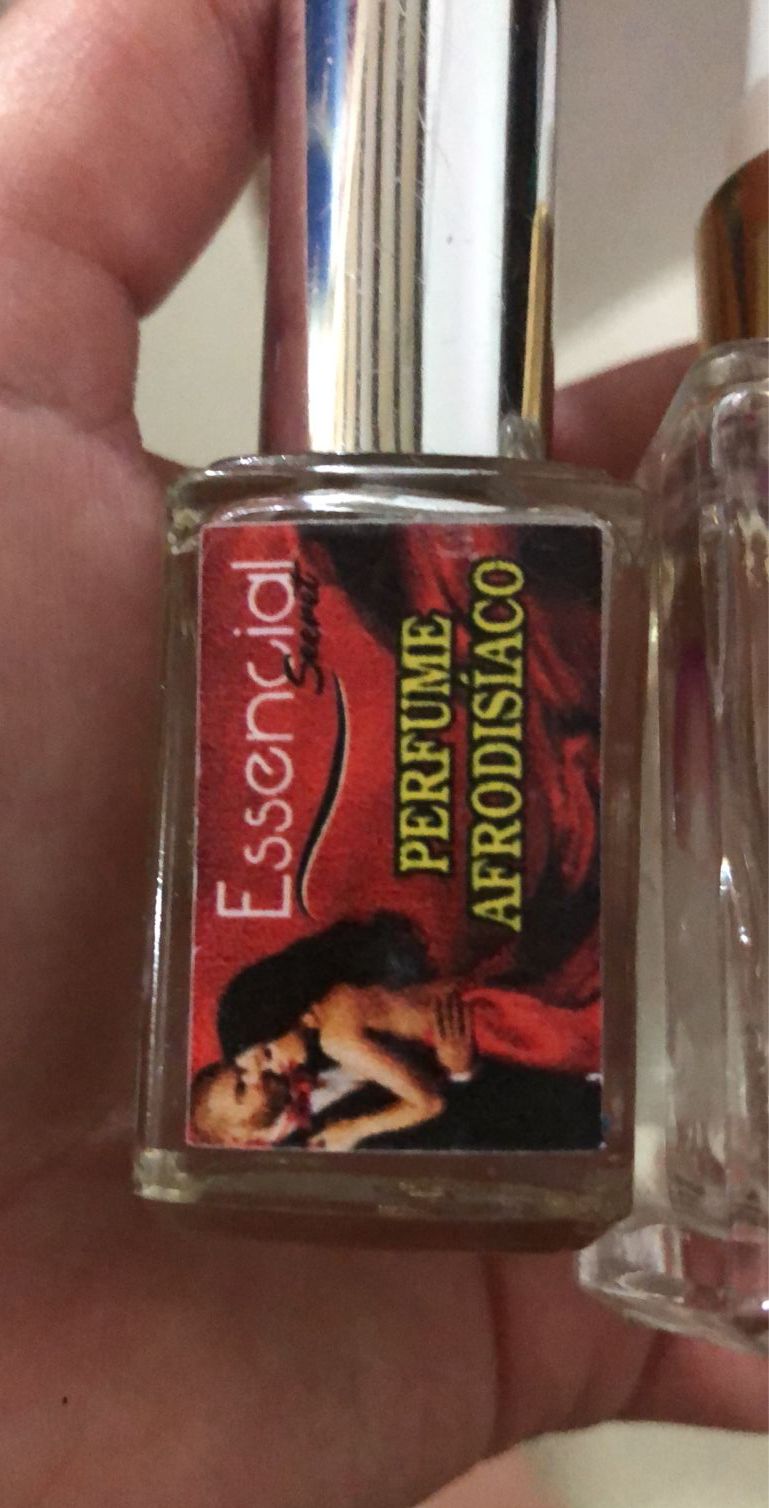 Essencial
Secret
PERFUME
AFRODISÍACO